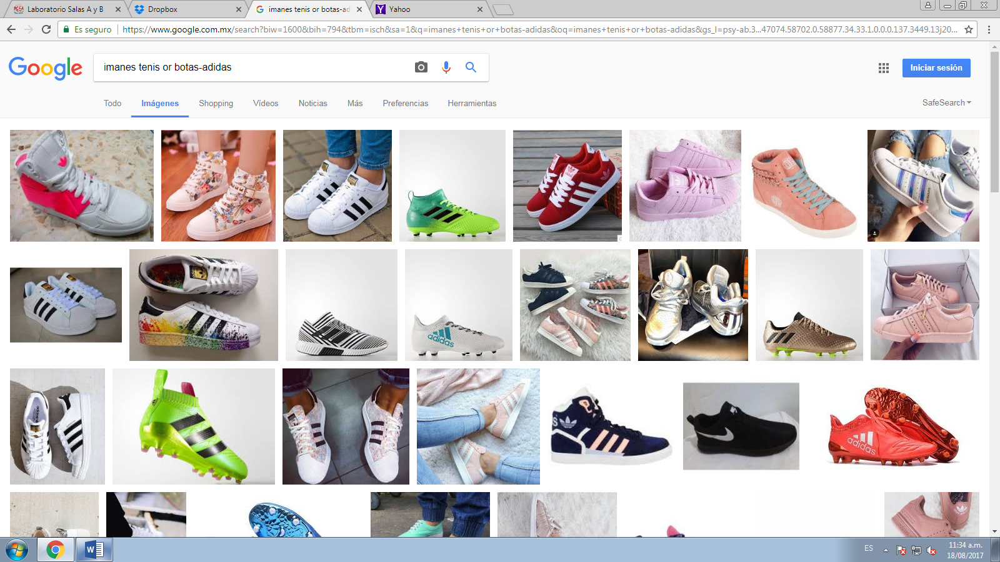 Laboratorio Salas A y B
Dropbox
imanes tenis or botas-ad
Yahoo
Es seguro
https://www.google.com.mx/search?biw=1600&bih=794&tbm=isch&sa=1&q=imanes+tenis+or+botas-adidas&oq=imanes+tenis+or+botas-adidas&gs_l=psy-ab.3...47074.58702.0.58877.34.33.1.0.0.0.137.3449.13j20...
Google
imanes tenis or botas-adidas
Iniciar sesión
Todo
Imágenes
Shopping
Vídeos
Noticias
Más
Preferencias
Herramientas
SafeSearch
adidas
adidas
W
ES
11:34 a.m.
18/08/2017